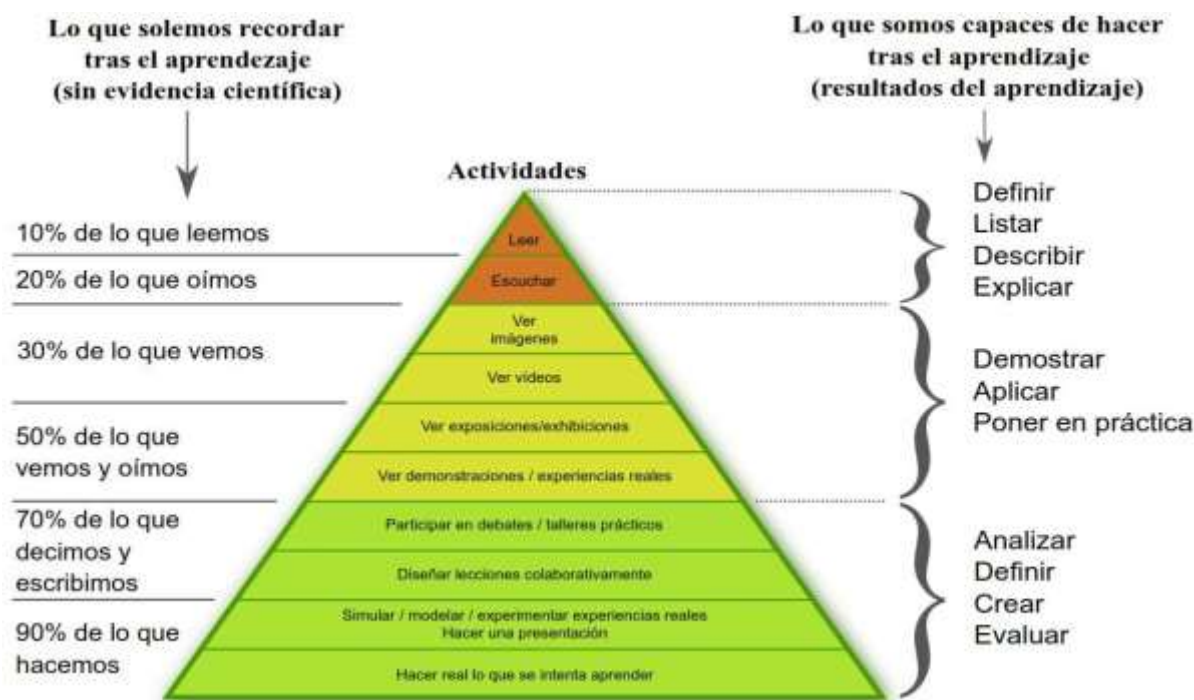 Lo que solemos recordar
tras el aprendezaje
(sin evidencia científica)
Lo que somos capaces de hacer
tras el aprendizaje
(resultados del aprendizaje)
Actividades
10% de lo que leemos
20% de lo que oímos
30% de lo que vemos
50% de lo que
vemos y oímos
70% de lo que
decimos y
escribimos
90% de lo que
hacemos
Leer
Escuchar
Ver
imágenes
Ver vídeos
Ver exposiciones/exhibiciones
Ver demonstraciones / experiencias reales
Participar en debates / talleres prácticos
Diseñar lecciones colaborativamente
Simular / modelar / experimentar experiencias reales
Hacer una presentación
Hacer real lo que se intenta aprender
Definir
Listar
Describir
Explicar
Demostrar
Aplicar
Poner en práctica
Analizar
Definir
Crear
Evaluar